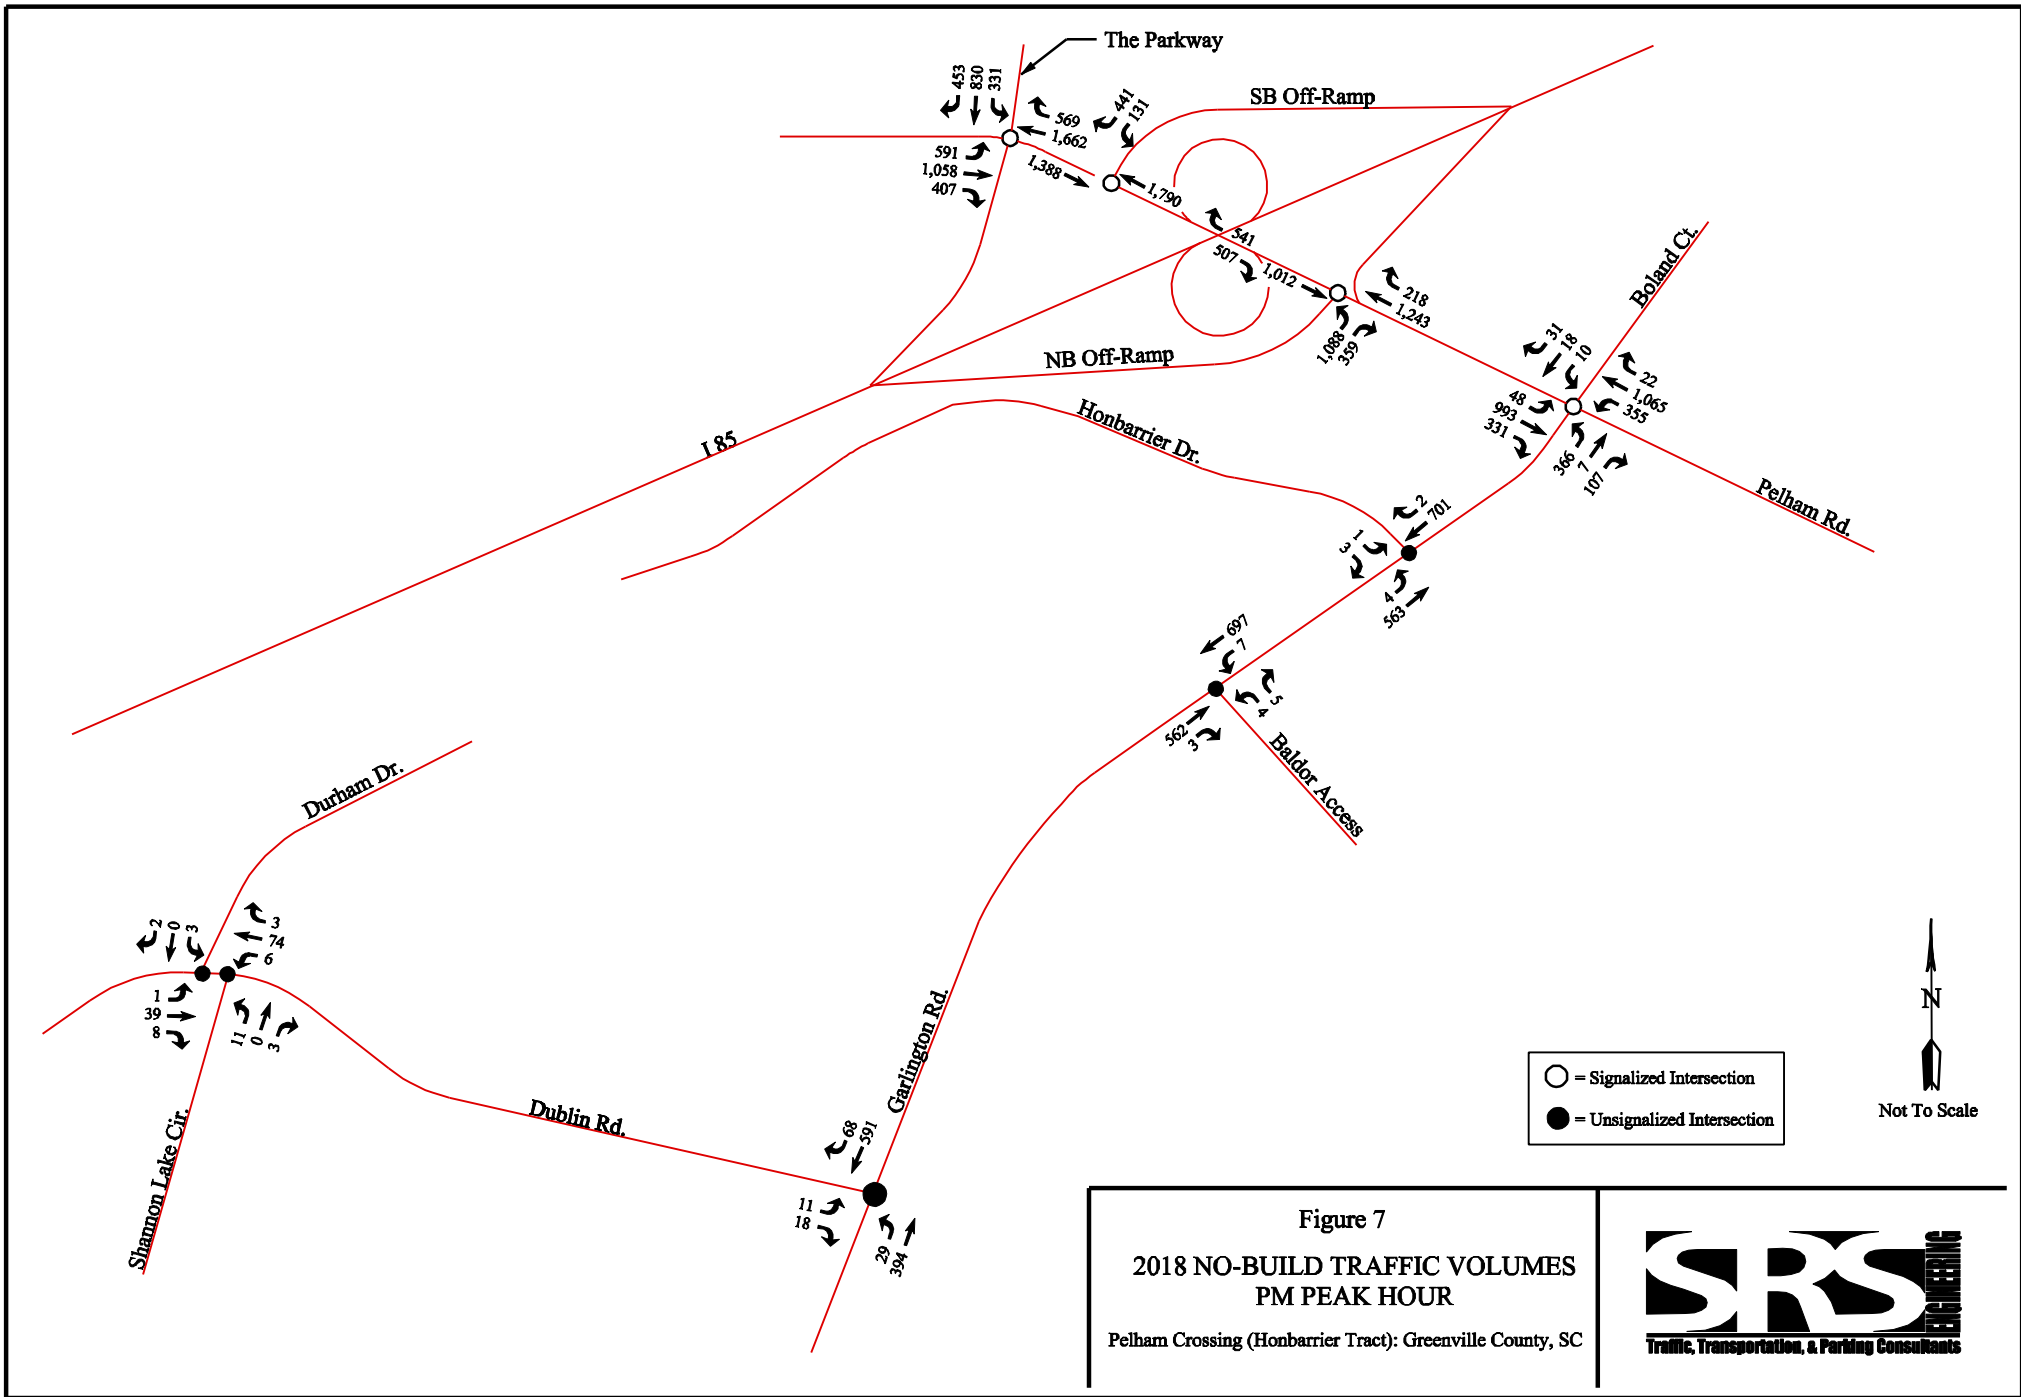 The Parkway
453
830
331
569
1,662
591
1,058
407
1,388
441
131
SB Off-Ramp
1,790
541
507
1,012
218
1,243
1,088
359
NB Off-Ramp
I 85
Honbarrier Dr.
Boland Ct.
31
18
10
22
1,065
355
48
993
331
366
7
107
Pelham Rd.
2
701
1
3
4
563
697
7
5
4
562
3
Baldor Access
Durham Dr.
2
0
3
3
74
6
1
39
8
11
0
3
Shannon Lake Cir.
Dublin Rd.
Garlington Rd.
68
591
11
18
29
394
N
Not To Scale
= Signalized Intersection
= Unsignalized Intersection
Figure 7
2018 NO-BUILD TRAFFIC VOLUMES
PM PEAK HOUR
Pelham Crossing (Honbarrier Tract): Greenville County, SC
SRS
ENGINEERING
Traffic, Transportation, & Parking Consultants